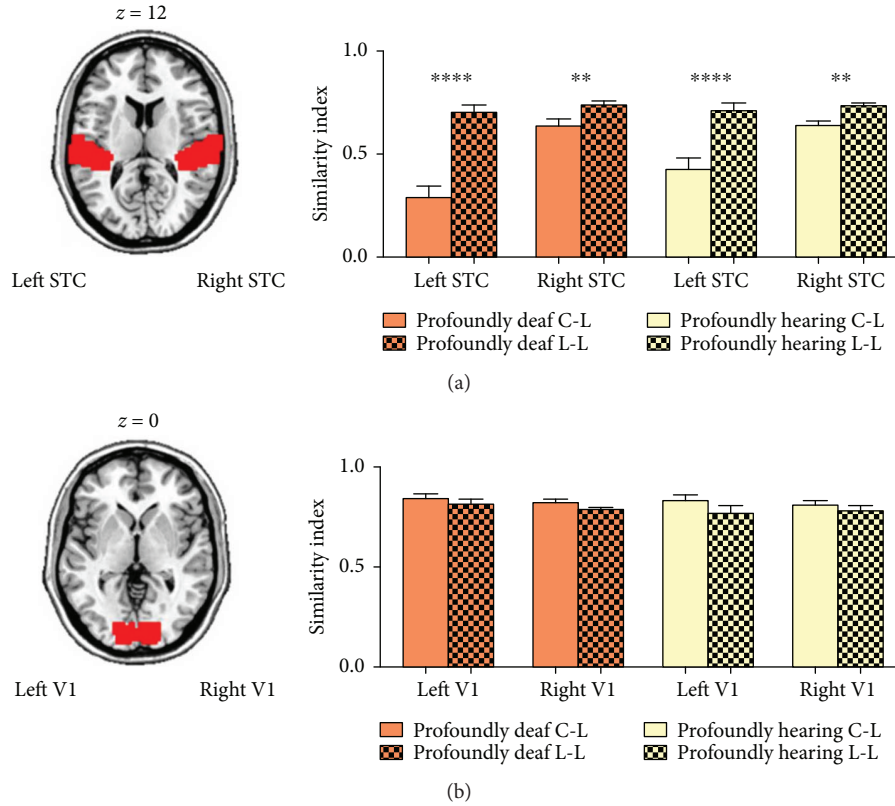 z = 12
Left STC
Right STC
Similarity index
1.0
0.5
0.0
****
**
****
**
Left STC
Right STC
Left STC
Right STC
Profoundly deaf C-L
Profoundly hearing C-L
Profoundly deaf L-L
Profoundly hearing L-L
(a)
z = 0
Left V1
Right V1
Similarity index
1.0
0.5
0.0
Left V1
Right V1
Left V1
Right V1
Profoundly deaf C-L
Profoundly hearing C-L
Profoundly deaf L-L
Profoundly hearing L-L
(b)